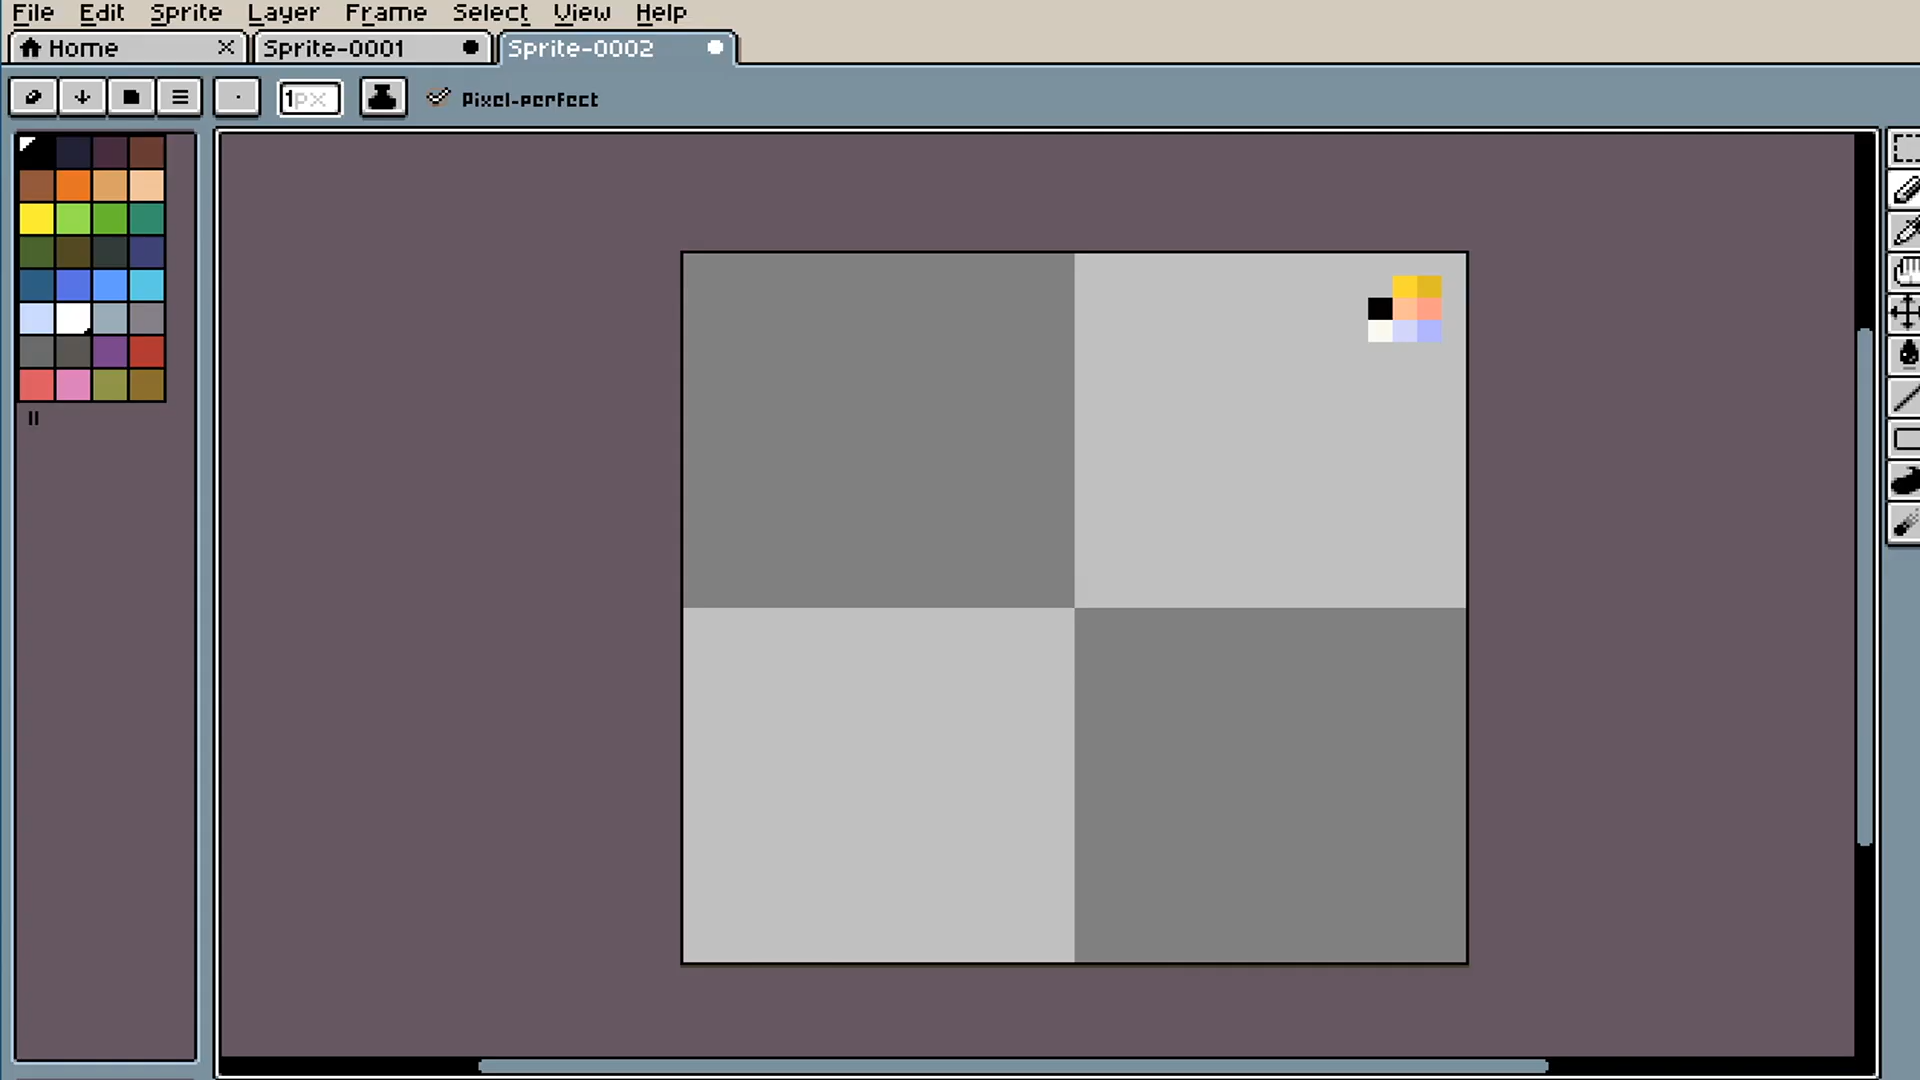 File Edit Sprite Layer Frame Select View Help
Home Sprite-0001 Sprite-0002
1px Pixel-perfect